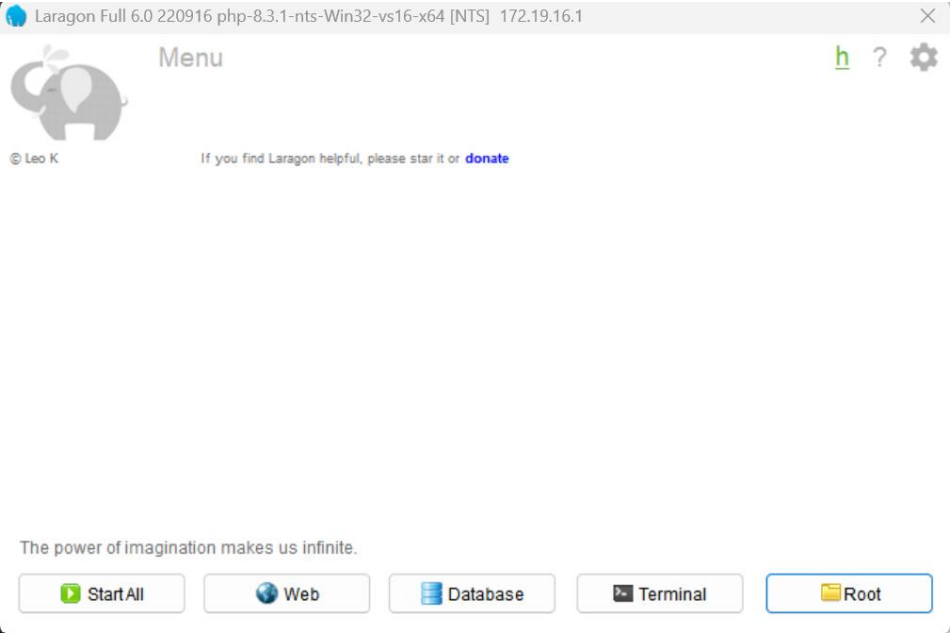 Laragon Full 6.0 220916 php-8.3.1-nts-Win32-vs16-x64 [NTS]  172.19.16.1
Menu
h ?
© Leo K
If you find Laragon helpful, please star it or donate
The power of imagination makes us infinite.
Start All
Web
Database
Terminal
Root